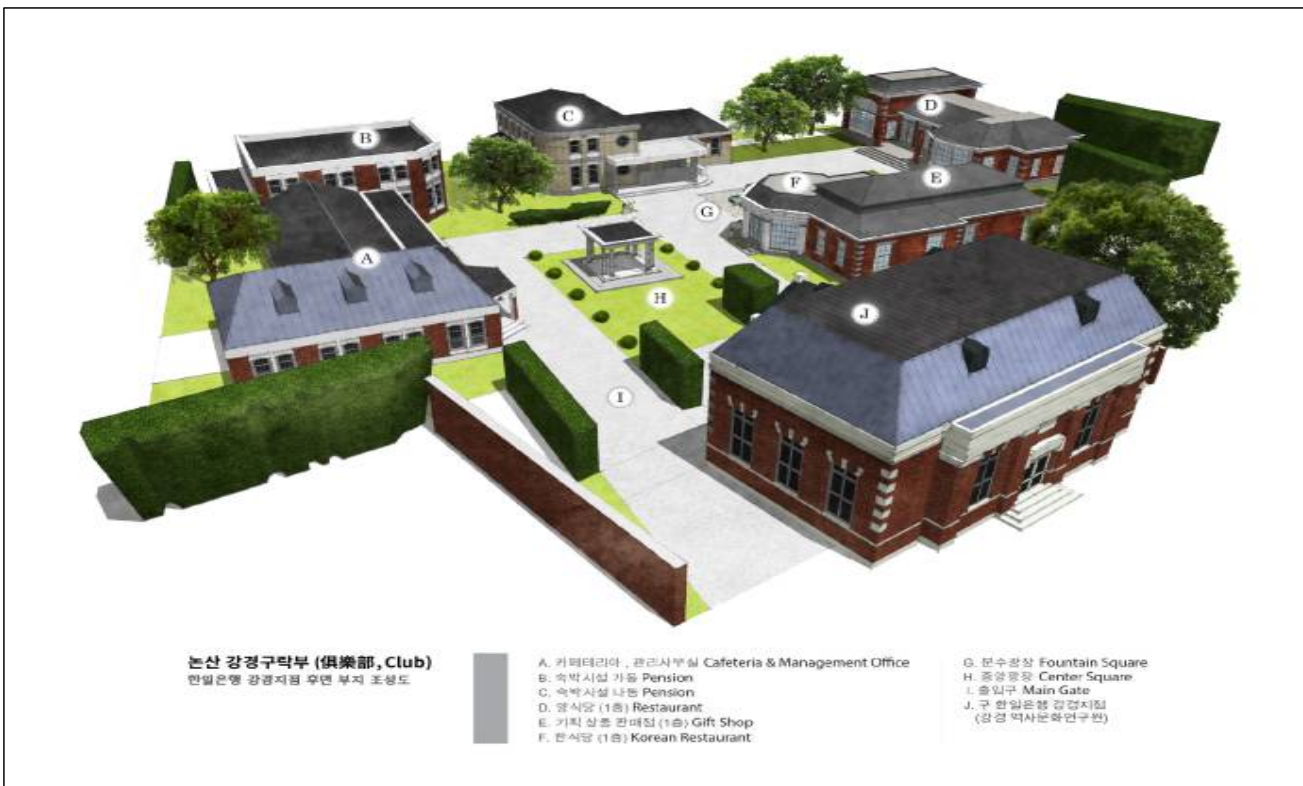 B
C
D
A
F
E
G
H
J
I
논산 강경구락부 (俱樂部, Club)
한일은행 강경지점 후면 부지 조성도
A. 카페테리아, 관리사무실 Cafeteria & Management Office
B. 숙박시설 가동 Pension
C. 숙박시설 나동 Pension
D. 양식당 (1층) Restaurant
E. 기획 상품 판매점 (1층) Gift Shop
F. 한식당 (1층) Korean Restaurant
G. 분수광장 Fountain Square
H. 중앙광장 Center Square
I. 출입구 Main Gate
J. 구 한일은행 강경지점
(강경 역사문화연구원)